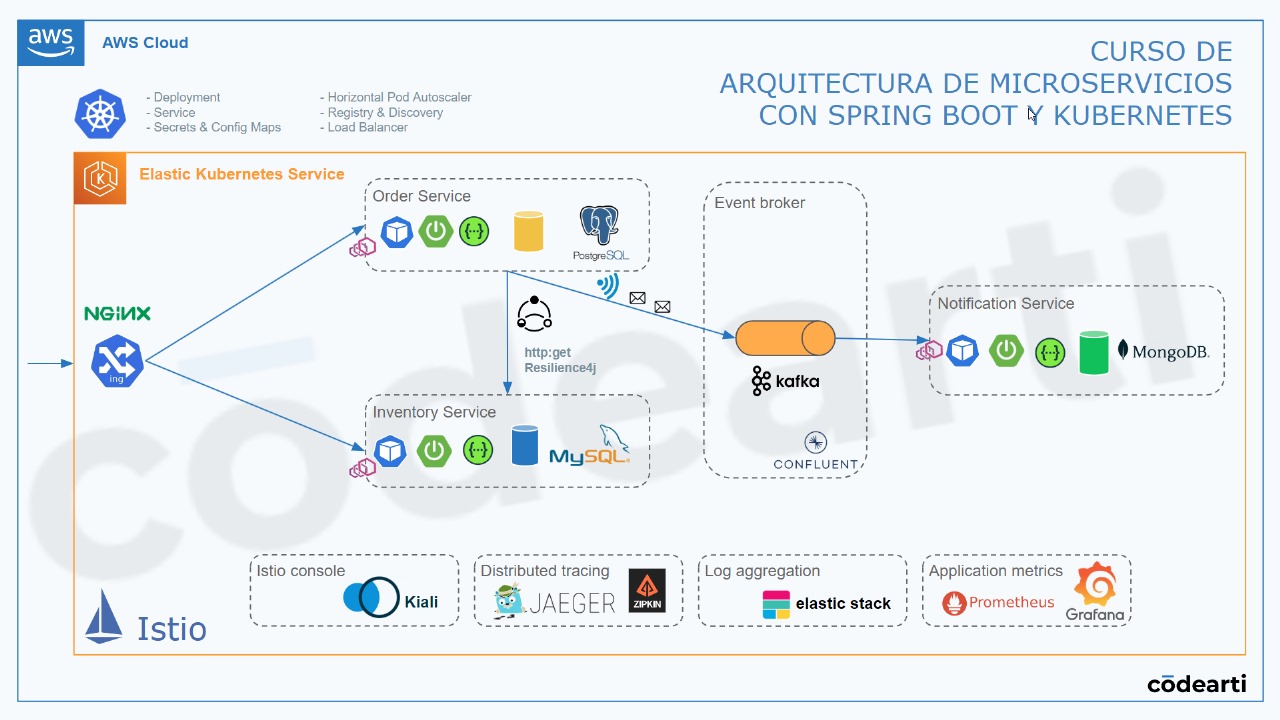 aws
AWS Cloud
CURSO DE
ARQUITECTURA DE MICROSERVICIOS
CON SPRING BOOT Y KUBERNETES
- Deployment
- Service
- Secrets & Config Maps
- Horizontal Pod Autoscaler
- Registry & Discovery
- Load Balancer
Elastic Kubernetes Service
Order Service
PostgreSQL
Event broker
NGINX
ing
http:get
Resilience4j
kafka
CONFLUENT
Notification Service
MongoDB.
Inventory Service
MySQL
Istio console
Kiali
Distributed tracing
JAEGER
ZIPKIN
Log aggregation
elastic stack
Application metrics
Prometheus
Grafana
Istio
cōdearti
cōdearti